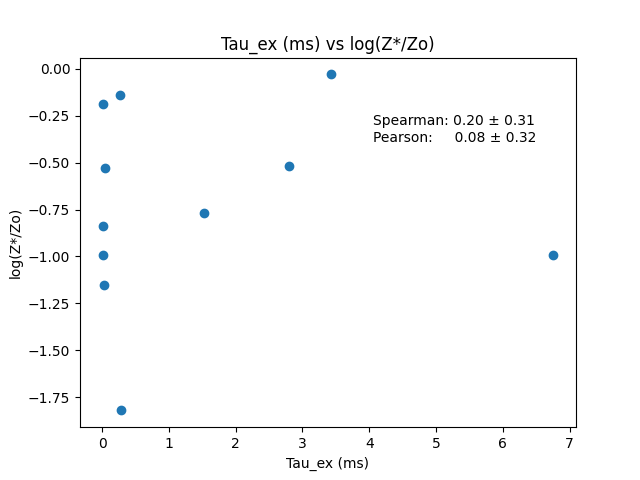 Tau_ex (ms) vs log(Z*/Zo)
0.00
−0.25
−0.50
−0.75
−1.00
−1.25
−1.50
−1.75
log(Z*/Zo)
Spearman: 0.20 ± 0.31
Pearson: 0.08 ± 0.32
0 1 2 3 4 5 6 7
Tau_ex (ms)